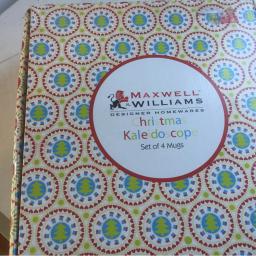 MAXWELL
WILLIAMS
DESIGNER HOMEWARES
Christmas
Kaleidoscope
Set of 4 Mugs